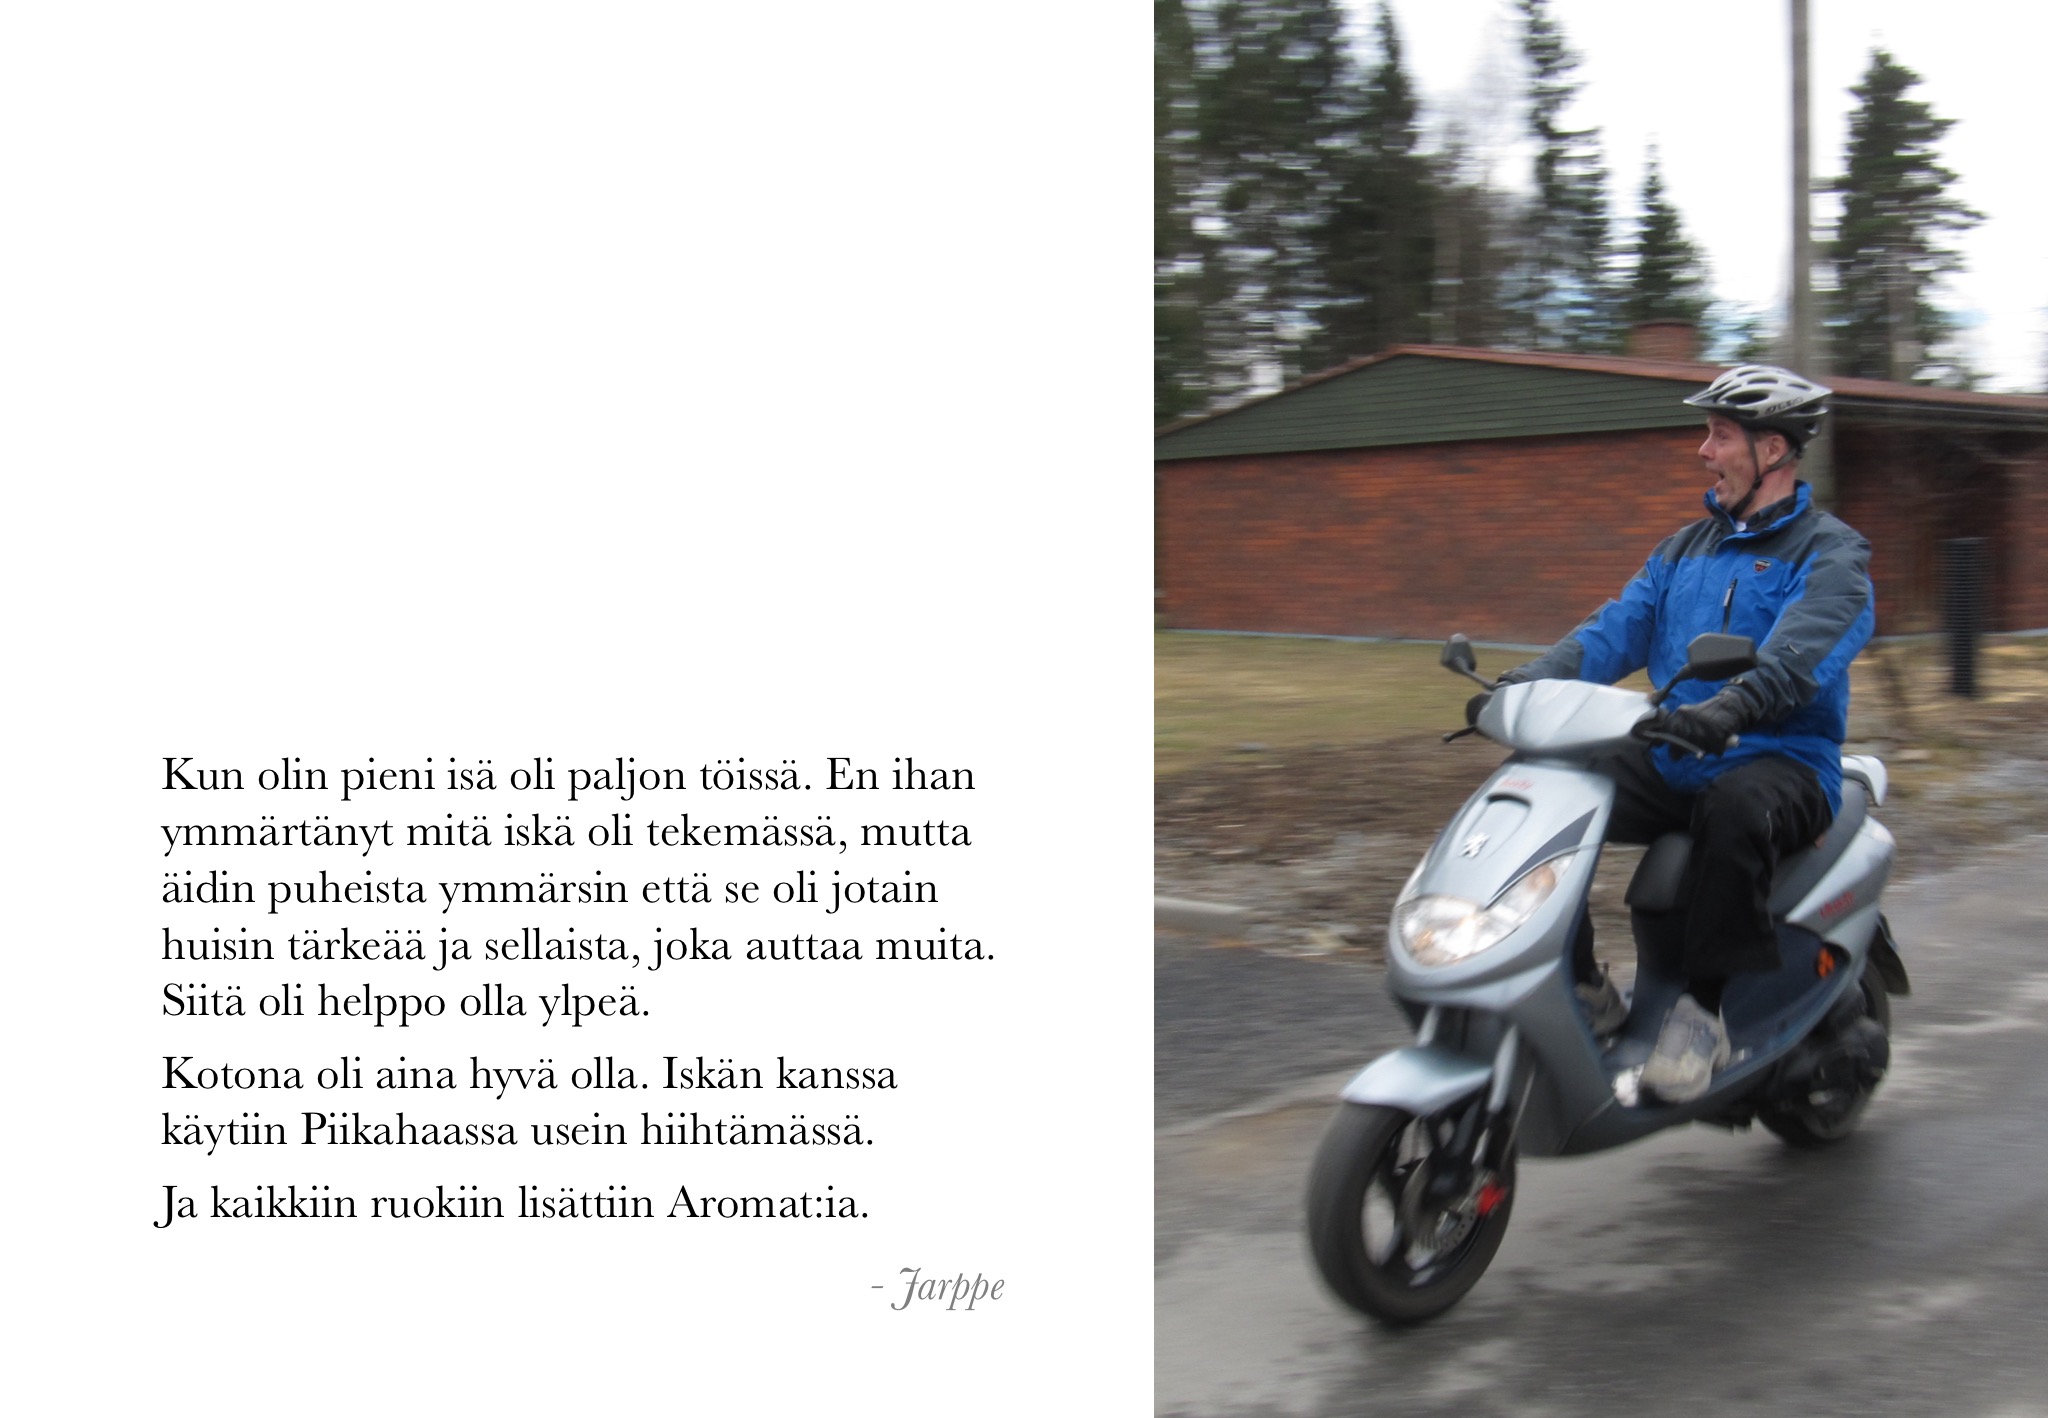 Kun olin pieni isä oli paljon töissä. En ihan
ymmärtänyt mitä iskä oli tekemässä, mutta
äidin puheista ymmärsin että se oli jotain
huisin tärkeää ja sellaista, joka auttaa muita.
Siitä oli helppo olla ylpeä.
Kotona oli aina hyvä olla. Iskän kanssa
käytiin Piikahaassa usein hiihtämässä.
Ja kaikkiin ruokiin lisättiin Aromat:ia.
- Jarppe